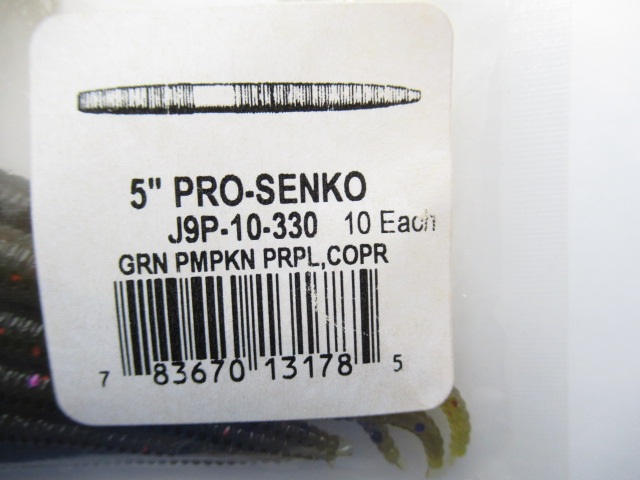 5" PRO-SENKO
J9P-10-330 10 Each
GRN PMPKN PRPL,COPR
7 83670 13178 5